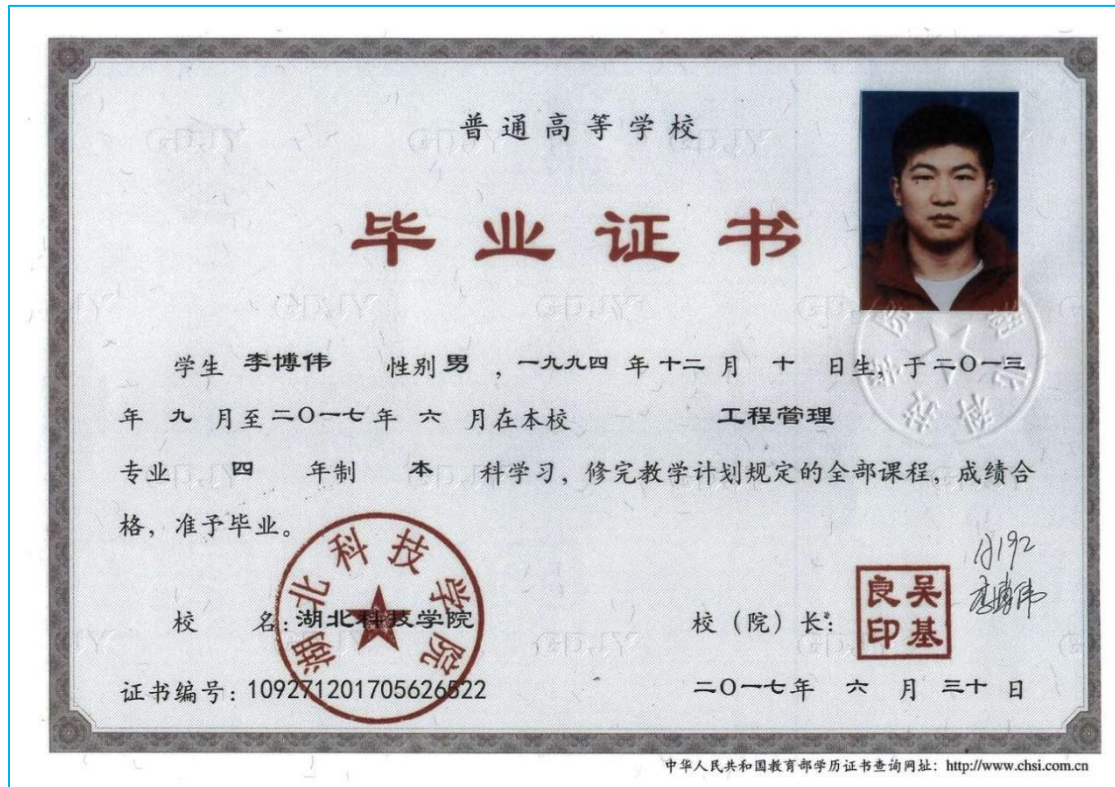 普通高等学校
毕业证书
学生 李博伟 性别 男 ，一九九四 年 十二 月 十 日生，于 二〇一三
年 九 月至 二〇一七 年 六 月在本校 工程管理
专业 四 年制 本 科学习，修完教学计划规定的全部课程，成绩合
格，准予毕业。
湖北科技学院
李博伟
校 名：湖北科技学院
校（院）长：
吴基良印
证书编号：109271201705626522
二〇一七年 六 月 三十 日
中华人民共和国教育部学历证书查询网址：http://www.chsi.com.cn